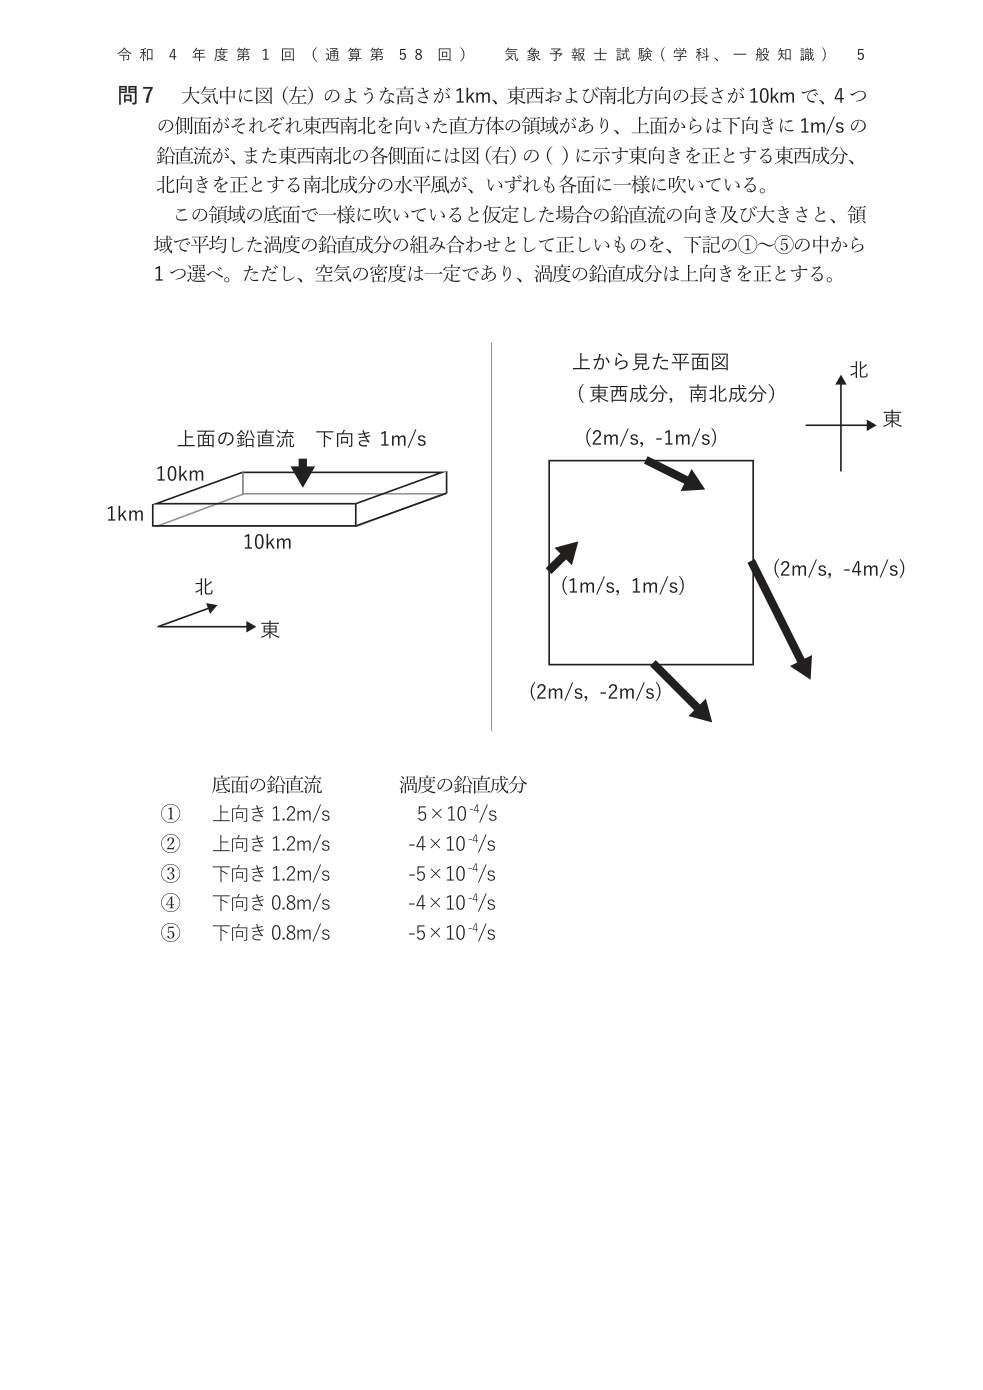 令和4年度第1回(通算第58回) 気象予報士試験(学科、一般知識) 5
問7 大気中に図(左)のような高さが1km、東西および南北方向の長さが10kmで、4つ
の側面がそれぞれ東西南北を向いた直方体の領域があり、上面からは下向きに1m/sの
鉛直流が、また東西南北の各側面には図(右)の( )に示す東向きを正とする東西成分、
北向きを正とする南北成分の水平風が、いずれも各面に一様に吹いている。
この領域の底面で一様に吹いていると仮定した場合の鉛直流の向き及び大きさと、領
域で平均した渦度の鉛直成分の組み合わせとして正しいものを、下記の①〜⑤の中から
1つ選べ。ただし、空気の密度は一定であり、渦度の鉛直成分は上向きを正とする。
上面の鉛直流 下向き1m/s
10km
1km
10km
北
東
上から見た平面図
(東西成分，南北成分)
北
東
(2m/s, -1m/s)
(2m/s, -4m/s)
(1m/s, 1m/s)
(2m/s, -2m/s)
底面の鉛直流 渦度の鉛直成分
① 上向き1.2m/s 5×10⁻⁴/s
② 上向き1.2m/s -4×10⁻⁴/s
③ 下向き1.2m/s -5×10⁻⁴/s
④ 下向き0.8m/s -4×10⁻⁴/s
⑤ 下向き0.8m/s -5×10⁻⁴/s